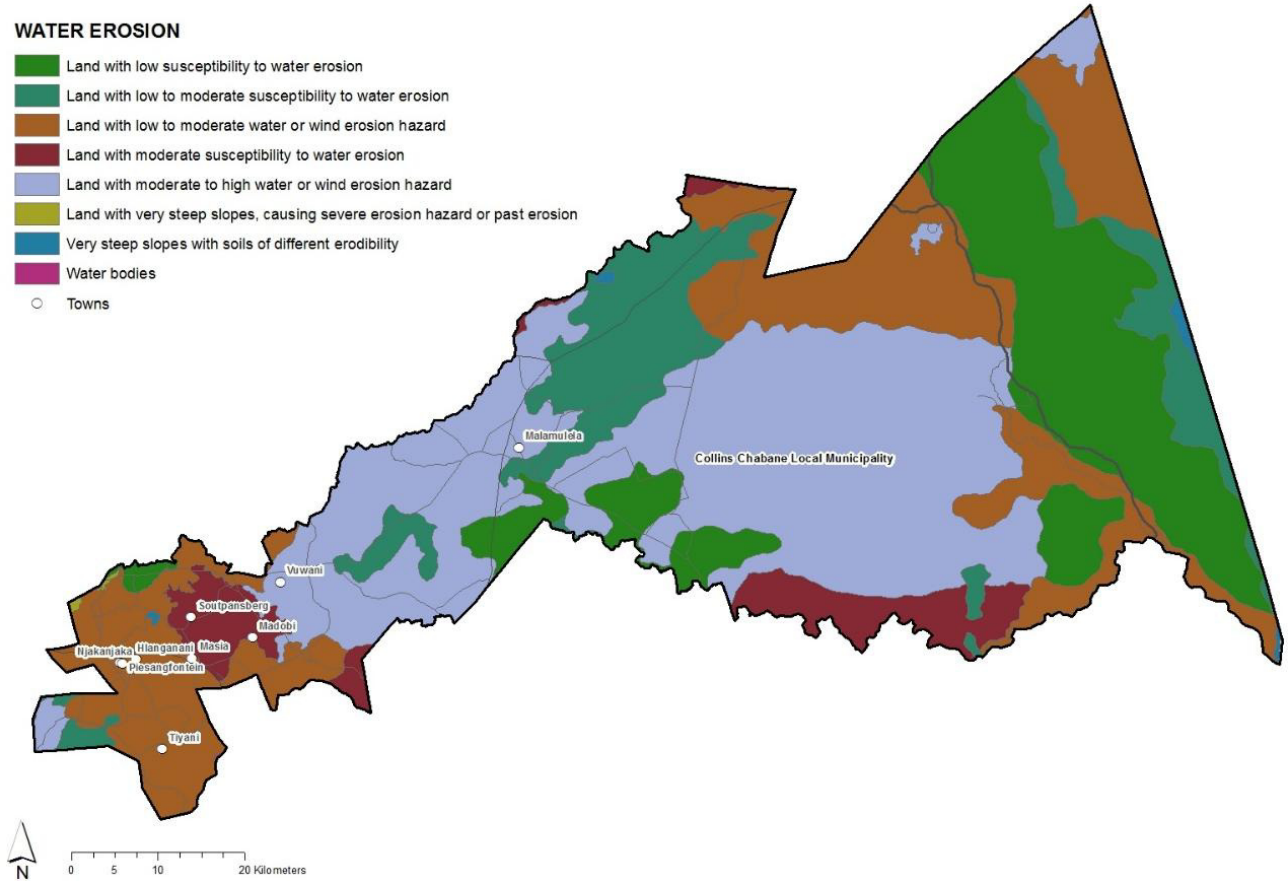 WATER EROSION
Land with low susceptibility to water erosion
Land with low to moderate susceptibility to water erosion
Land with low to moderate water or wind erosion hazard
Land with moderate susceptibility to water erosion
Land with moderate to high water or wind erosion hazard
Land with very steep slopes, causing severe erosion hazard or past erosion
Very steep slopes with soils of different erodibility
Water bodies
Towns
Malamulela
Collins Chabane Local Municipality
Vuwani
Soutpansberg
Madobi
Njakanjaka
Hlanganani
Masia
Piesangfontein
Tiyani
N
0 5 10 20 Kilometers